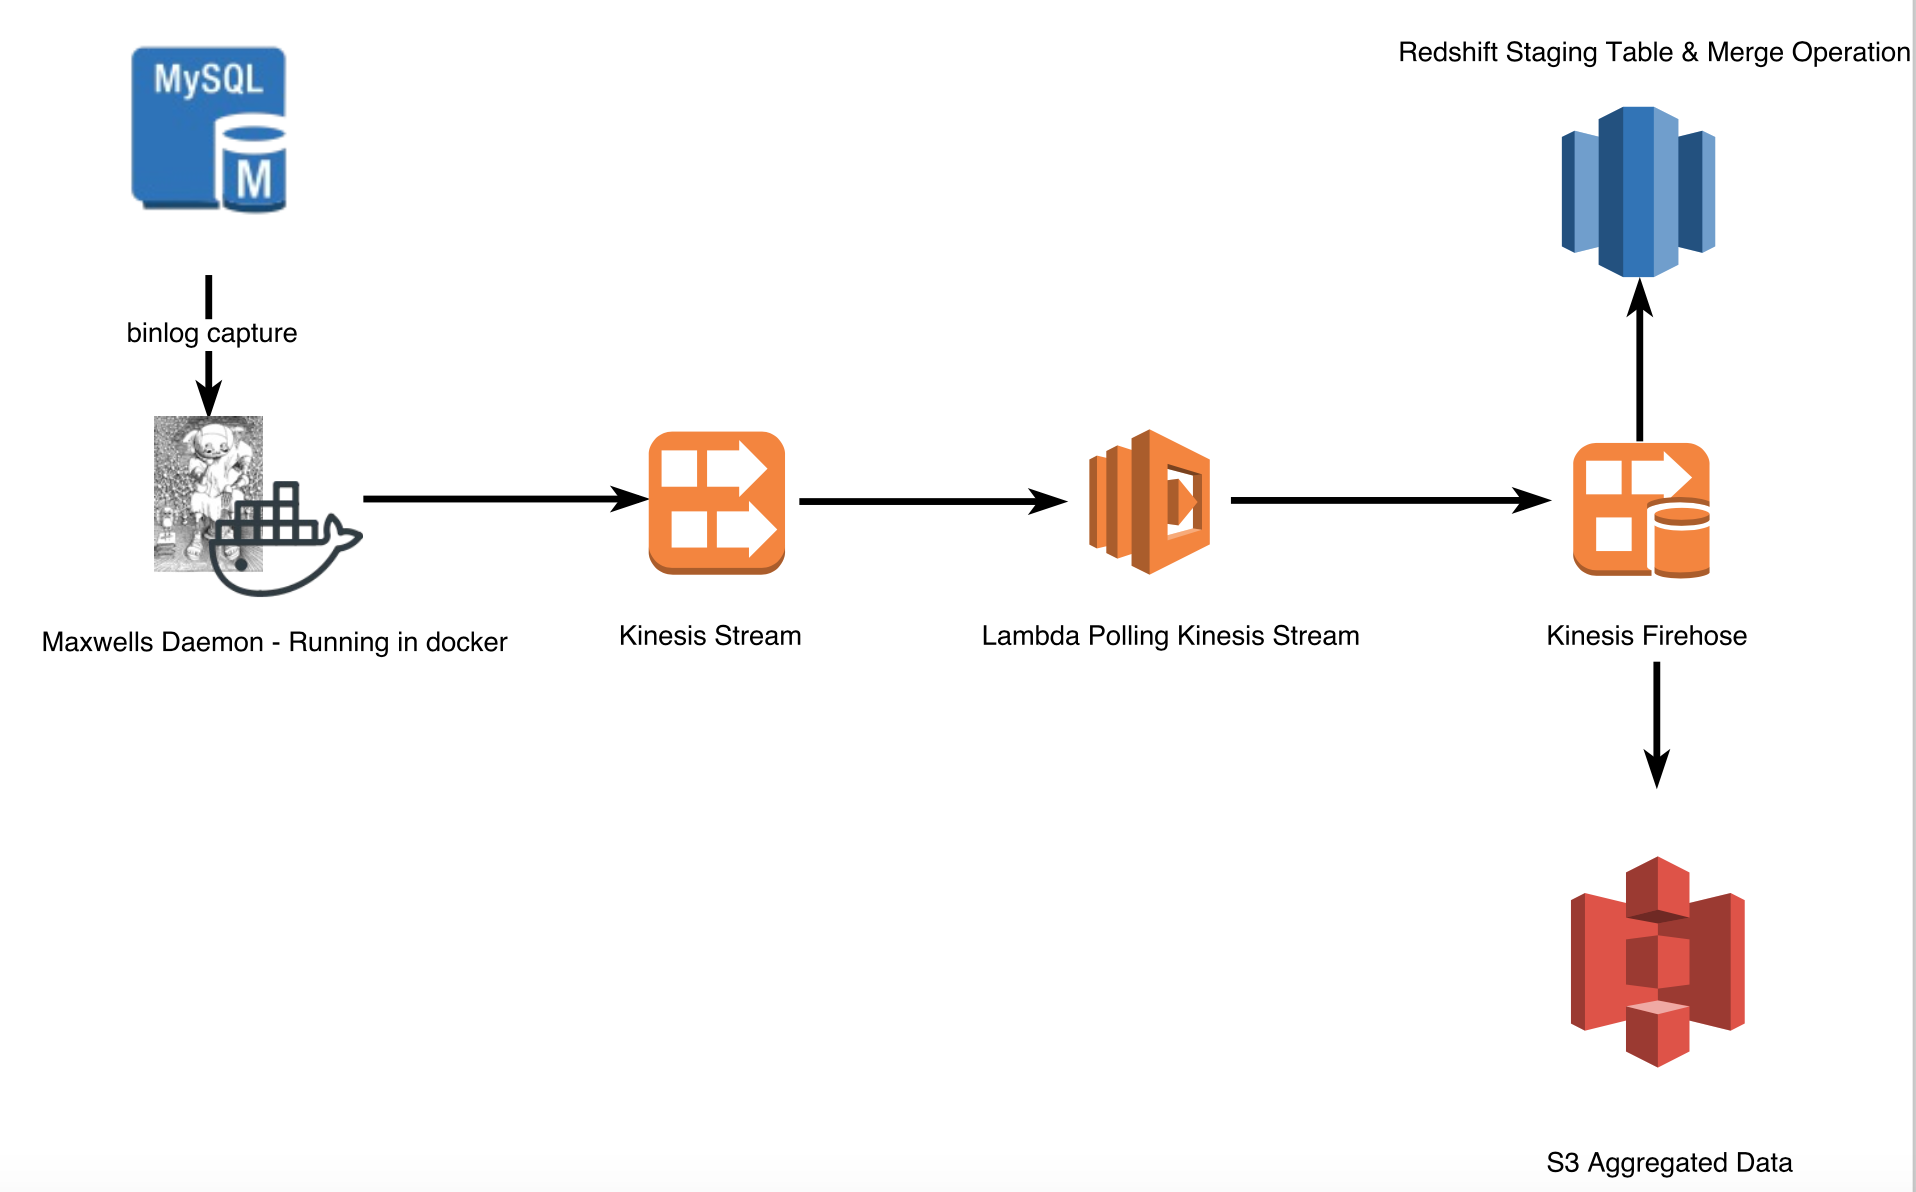 MySQL
M
Redshift Staging Table & Merge Operation
binlog capture
Maxwells Daemon - Running in docker
Kinesis Stream
Lambda Polling Kinesis Stream
Kinesis Firehose
S3 Aggregated Data